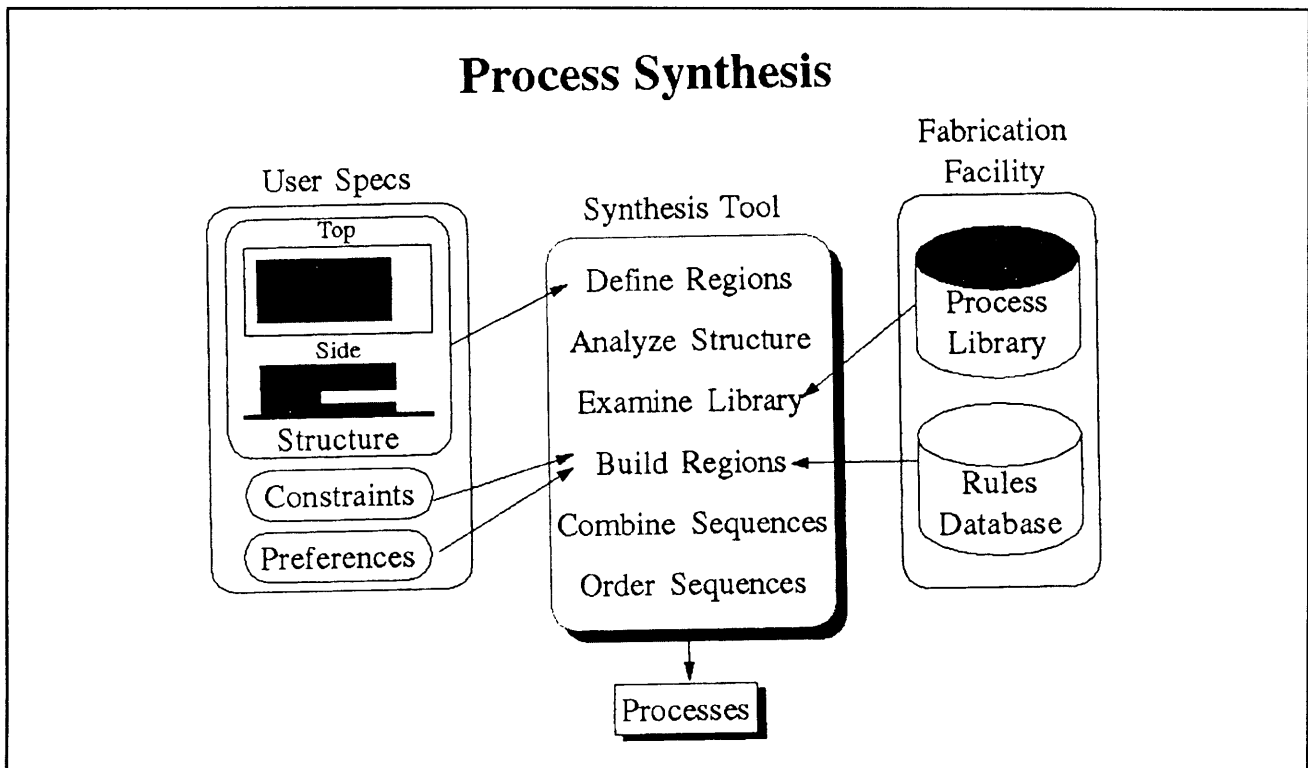 Process Synthesis
User Specs
Top
Side
Structure
Constraints
Preferences
Synthesis Tool
Define Regions
Analyze Structure
Examine Library
Build Regions
Combine Sequences
Order Sequences
Processes
Fabrication
Facility
Process
Library
Rules
Database